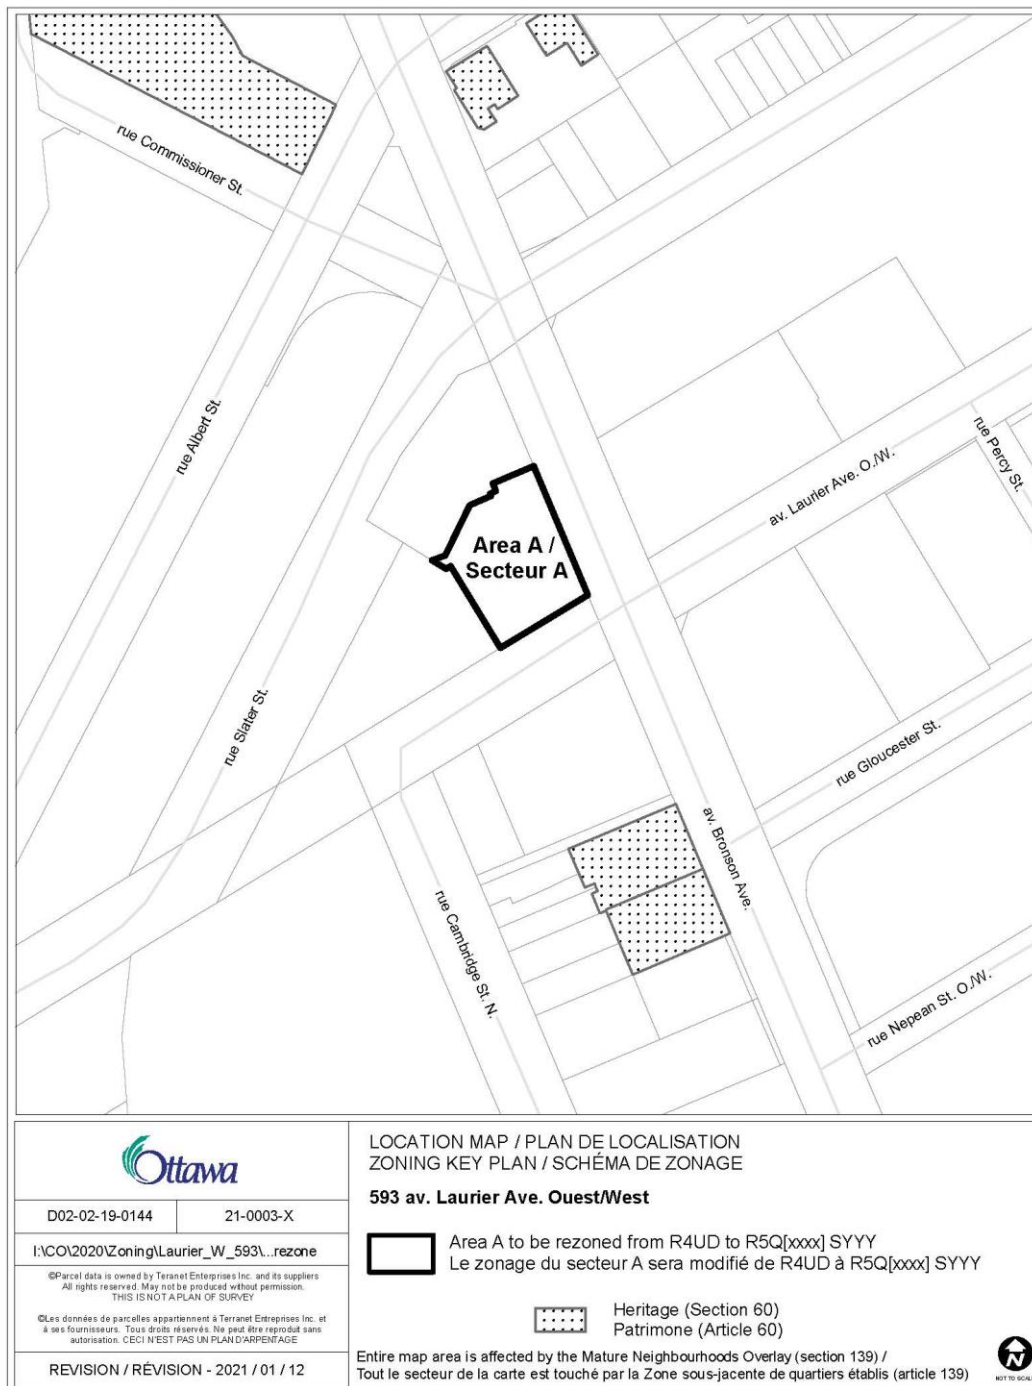 rue Commissioner St.
rue Albert St.
rue Percy St.
av. Laurier Ave. O./W.
Area A /
Secteur A
rue Slater St.
rue Gloucester St.
av. Bronson Ave.
rue Cambridge St. N.
rue Nepean St. O./W.
Ottawa
D02-02-19-0144
21-0003-X
I:\CO\2020\Zoning\Laurier_W_593\...rezone
©Parcel data is owned by Teranet Enterprises Inc. and its suppliers
All rights reserved. May not be produced without permission.
THIS IS NOT A PLAN OF SURVEY
©Les données de parcelles appartiennent à Terranet Entreprises Inc. et
à ses fournisseurs. Tous droits réservés. Ne peut être reproduit sans
autorisation. CECI N'EST PAS UN PLAN D'ARPENTAGE
REVISION / RÉVISION - 2021 / 01 / 12
LOCATION MAP / PLAN DE LOCALISATION
ZONING KEY PLAN / SCHÉMA DE ZONAGE
593 av. Laurier Ave. Ouest/West
Area A to be rezoned from R4UD to R5Q[xxxx] SYYY
Le zonage du secteur A sera modifié de R4UD à R5Q[xxxx] SYYY
Heritage (Section 60)
Patrimone (Article 60)
Entire map area is affected by the Mature Neighbourhoods Overlay (section 139) /
Tout le secteur de la carte est touché par la Zone sous-jacente de quartiers établis (article 139)
N
NOT TO SCALE